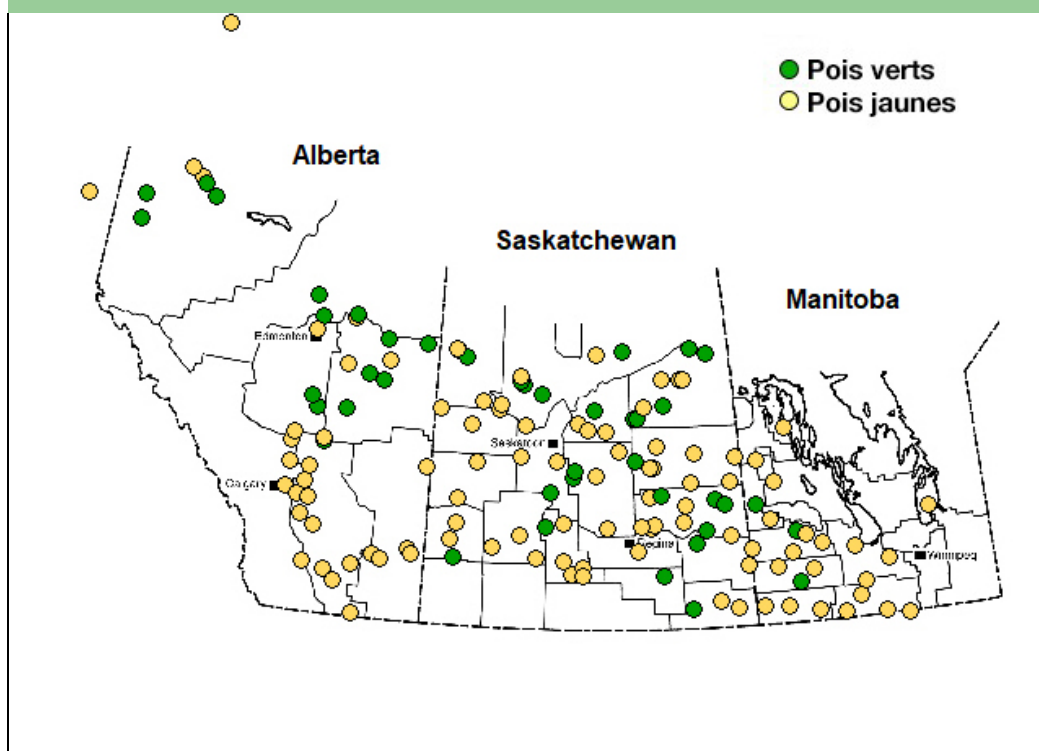 Pois verts
Pois jaunes
Alberta
Saskatchewan
Manitoba
Edmonton
Saskatoon
Calgary
Regina
Winnipeg